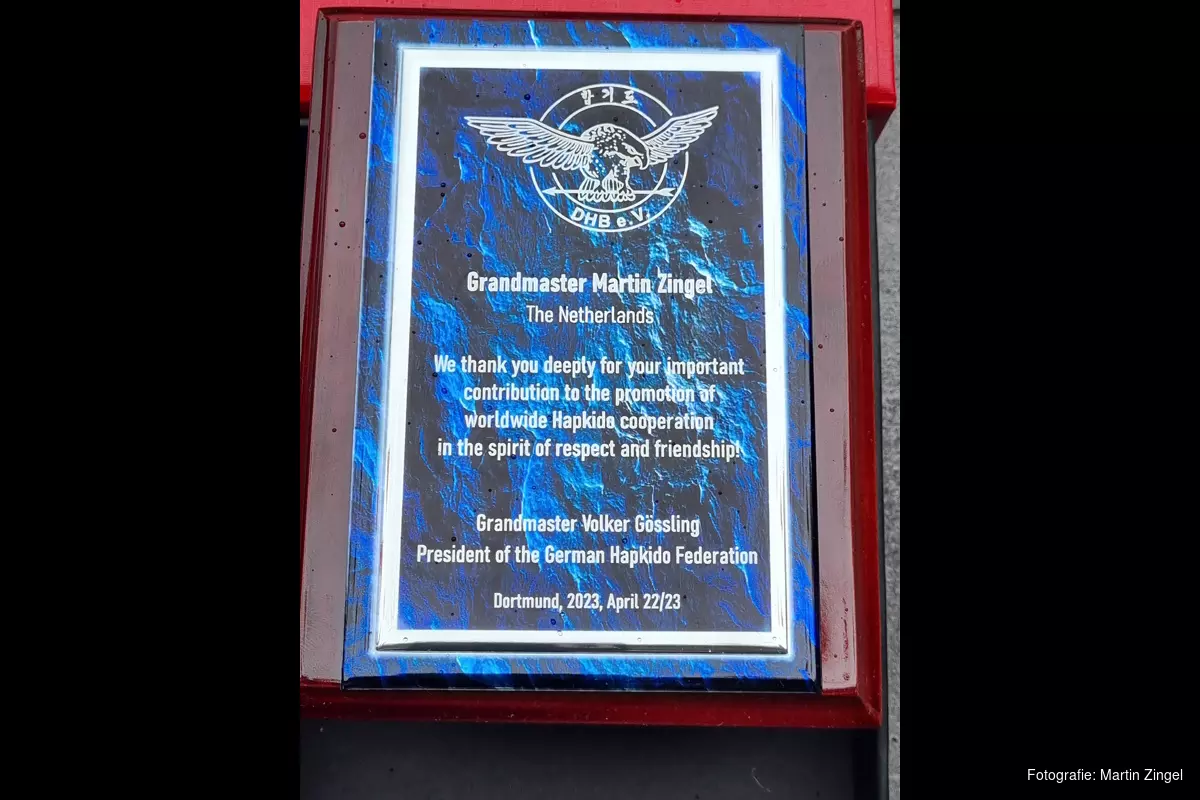 합기도
DHB e.V.
Grandmaster Martin Zingel
The Netherlands
We thank you deeply for your important
contribution to the promotion of
worldwide Hapkido cooperation
in the spirit of respect and friendship!
Grandmaster Volker Gössling
President of the German Hapkido Federation
Dortmund, 2023, April 22/23
Fotografie: Martin Zingel